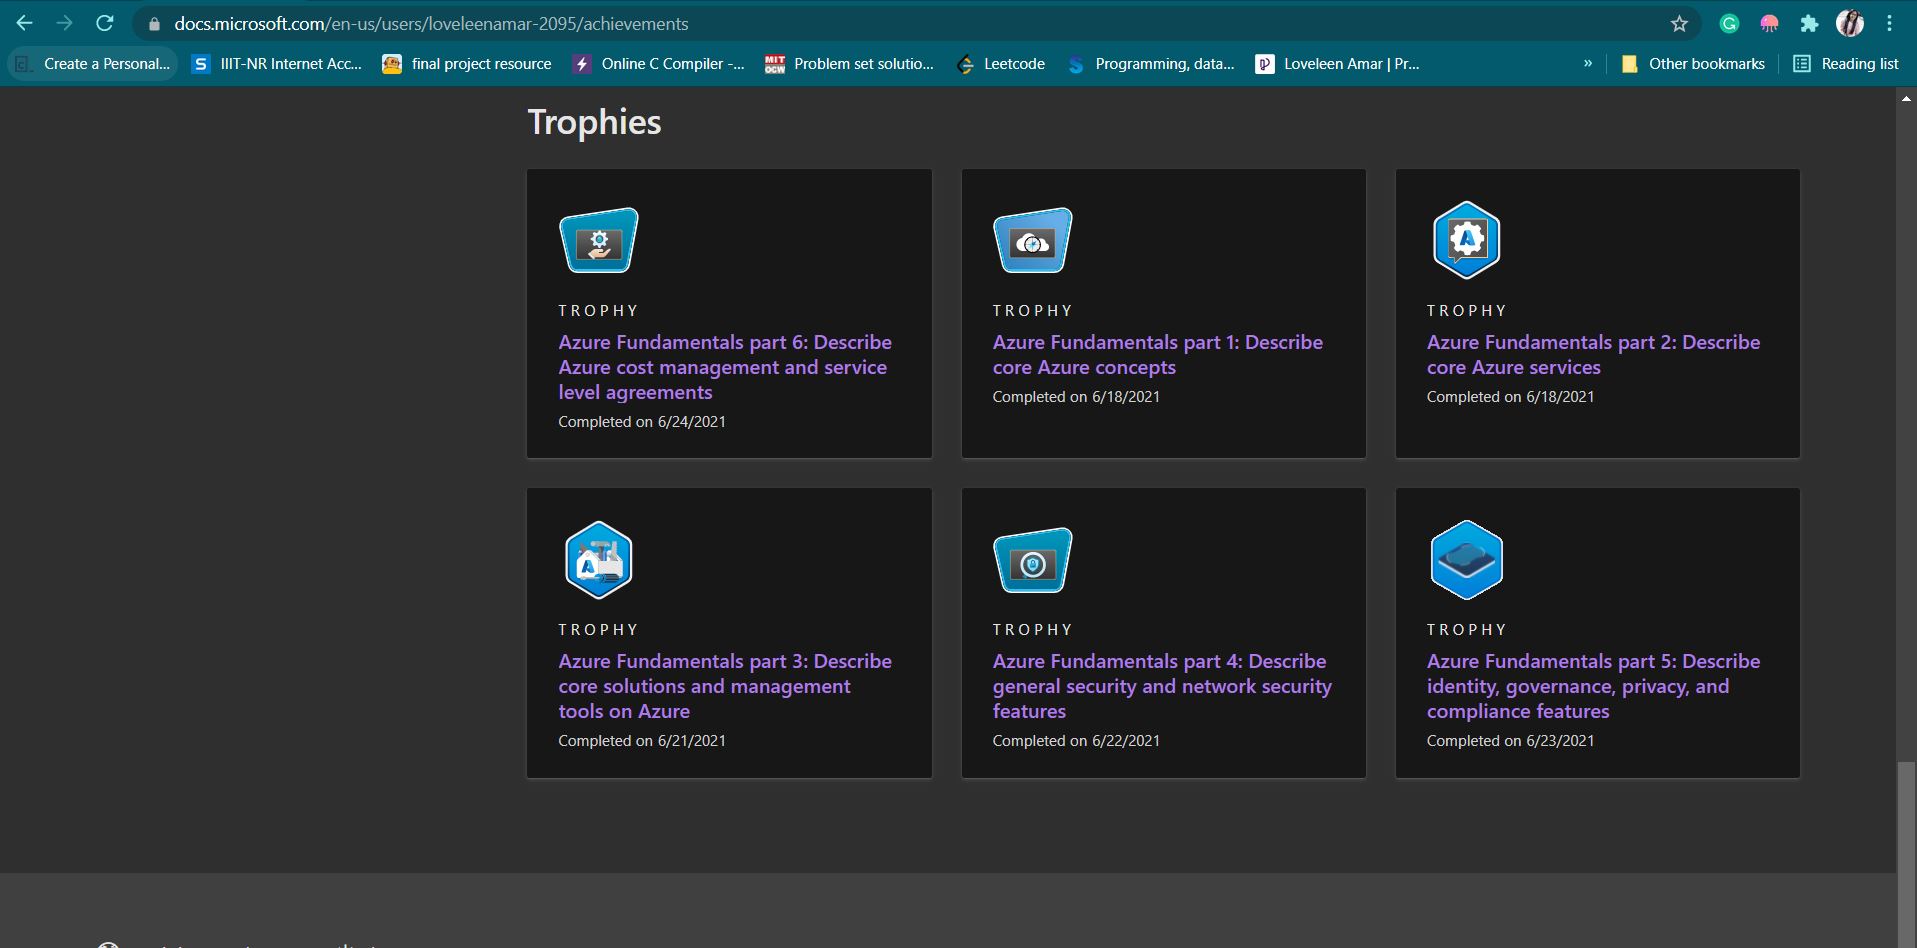 docs.microsoft.com/en-us/users/loveleenamar-2095/achievements
Create a Personal... IIIT-NR Internet Acc... final project resource Online C Compiler -... MIT OCW Problem set solutio... Leetcode Programming, data... Loveleen Amar | Pr... » Other bookmarks Reading list
Trophies
TROPHY
Azure Fundamentals part 6: Describe
Azure cost management and service
level agreements
Completed on 6/24/2021
TROPHY
Azure Fundamentals part 1: Describe
core Azure concepts
Completed on 6/18/2021
TROPHY
Azure Fundamentals part 2: Describe
core Azure services
Completed on 6/18/2021
TROPHY
Azure Fundamentals part 3: Describe
core solutions and management
tools on Azure
Completed on 6/21/2021
TROPHY
Azure Fundamentals part 4: Describe
general security and network security
features
Completed on 6/22/2021
TROPHY
Azure Fundamentals part 5: Describe
identity, governance, privacy, and
compliance features
Completed on 6/23/2021